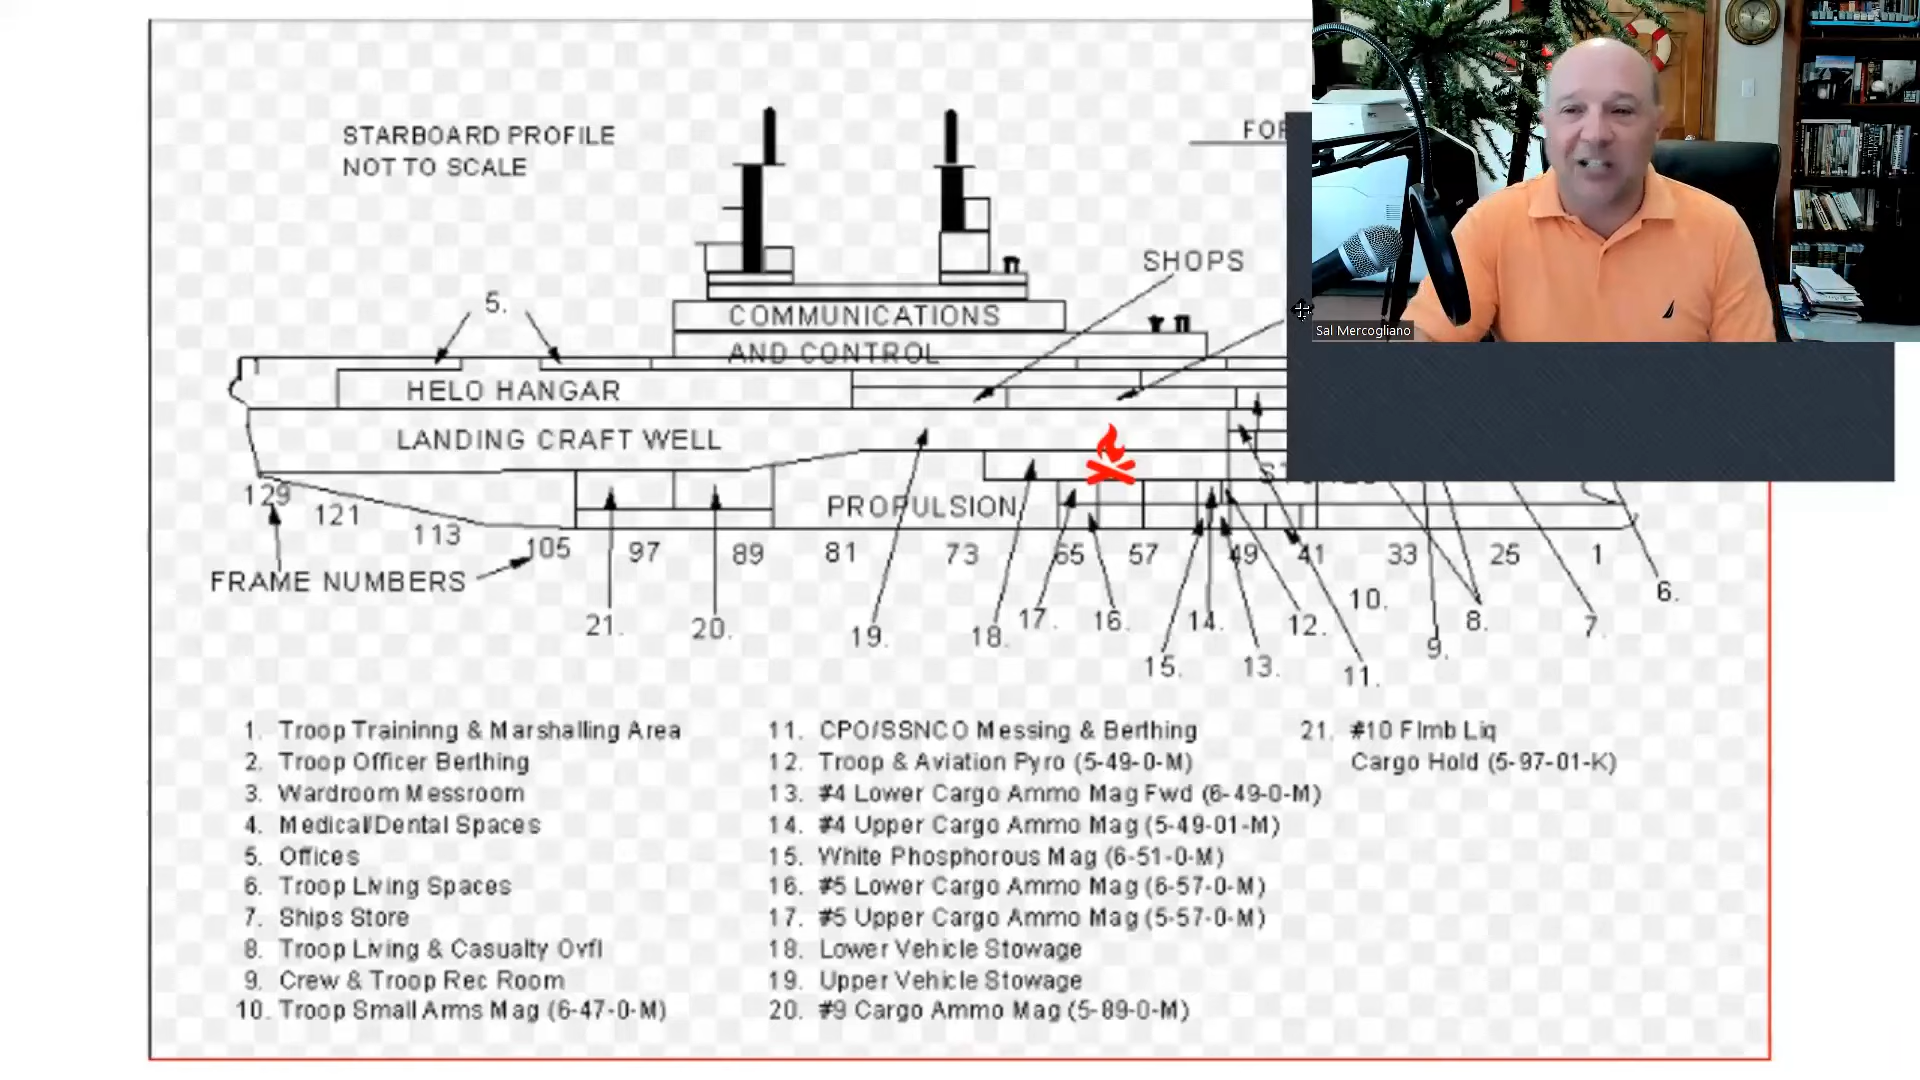 STARBOARD PROFILE
NOT TO SCALE
SHOPS
5.
COMMUNICATIONS
AND CONTROL
HELO HANGAR
LANDING CRAFT WELL
PROPULSION
129 121 113 105 97 89 81 73 65 57 49 41 33 25 1
FRAME NUMBERS
21. 20. 19. 18. 17. 16. 15. 14. 13. 12. 11. 10. 9. 8. 7. 6.
1. Troop Traininng & Marshalling Area
2. Troop Officer Berthing
3. Wardroom Messroom
4. Medical/Dental Spaces
5. Offices
6. Troop Living Spaces
7. Ships Store
8. Troop Living & Casualty Ovfl
9. Crew & Troop Rec Room
10. Troop Small Arms Mag (6-47-0-M)
11. CPO/SSNCO Messing & Berthing
12. Troop & Aviation Pyro (5-49-0-M)
13. #4 Lower Cargo Ammo Mag Fwd (6-49-0-M)
14. #4 Upper Cargo Ammo Mag (5-49-01-M)
15. White Phosphorous Mag (6-51-0-M)
16. #5 Lower Cargo Ammo Mag (6-57-0-M)
17. #5 Upper Cargo Ammo Mag (5-57-0-M)
18. Lower Vehicle Stowage
19. Upper Vehicle Stowage
20. #9 Cargo Ammo Mag (5-89-0-M)
21. #10 Flmb Liq
Cargo Hold (5-97-01-K)
Sal Mercogliano